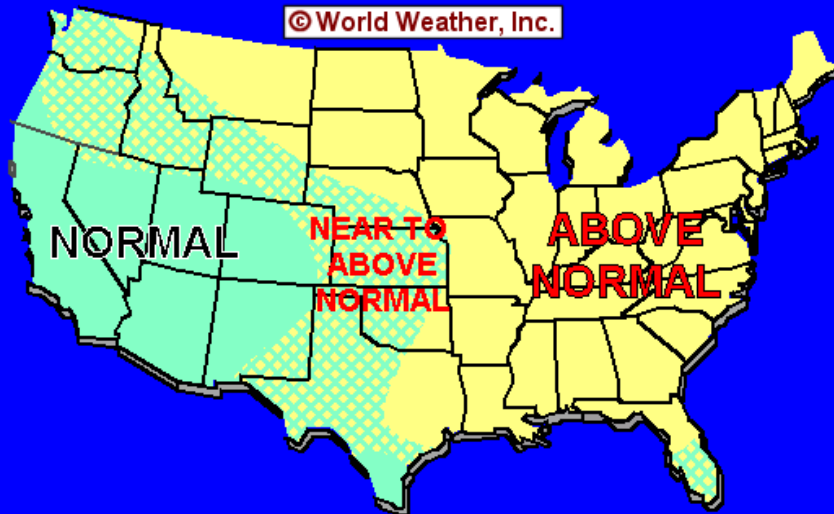 © World Weather, Inc.
NORMAL
NEAR TO
ABOVE
NORMAL
ABOVE
NORMAL